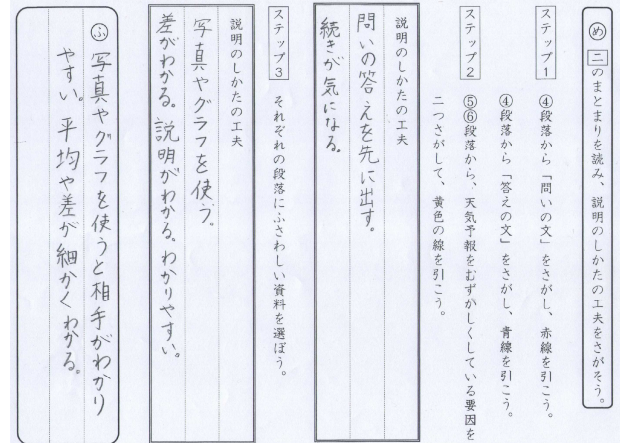 め 二のまとまりを読み、説明のしかたの工夫をさがそう。
ステップ1
④段落から「問いの文」をさがし、赤線を引こう。
④段落から「答えの文」をさがし、青線を引こう。
ステップ2
⑤⑥段落から、天気予報をむずかしくしている要因を
二つさがして、黄色の線を引こう。
説明のしかたの工夫
問いの答えを先に出す。
続きが気になる。
ステップ3
それぞれの段落にふさわしい資料を選ぼう。
説明のしかたの工夫
写真やグラフを使う。
差がわかる。説明がわかる。わかりやすい。
ふ 写真やグラフを使うと相手がわかり
やすい。平均や差が細かくわかる。